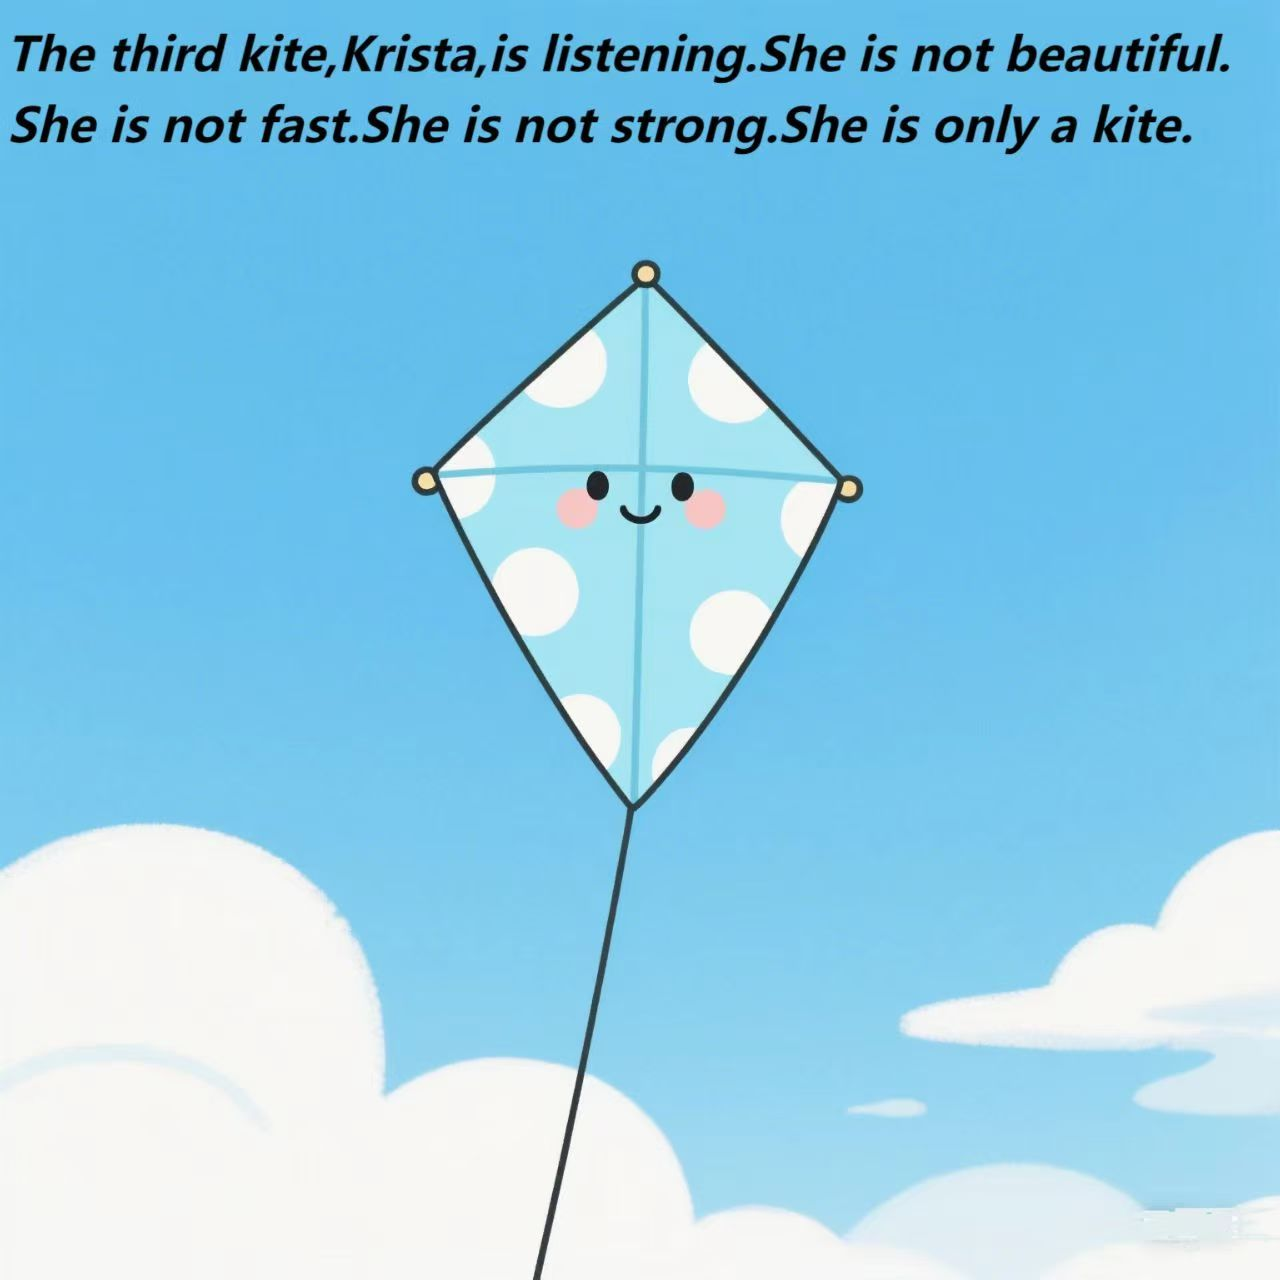 The third kite,Krista,is listening.She is not beautiful.
She is not fast.She is not strong.She is only a kite.